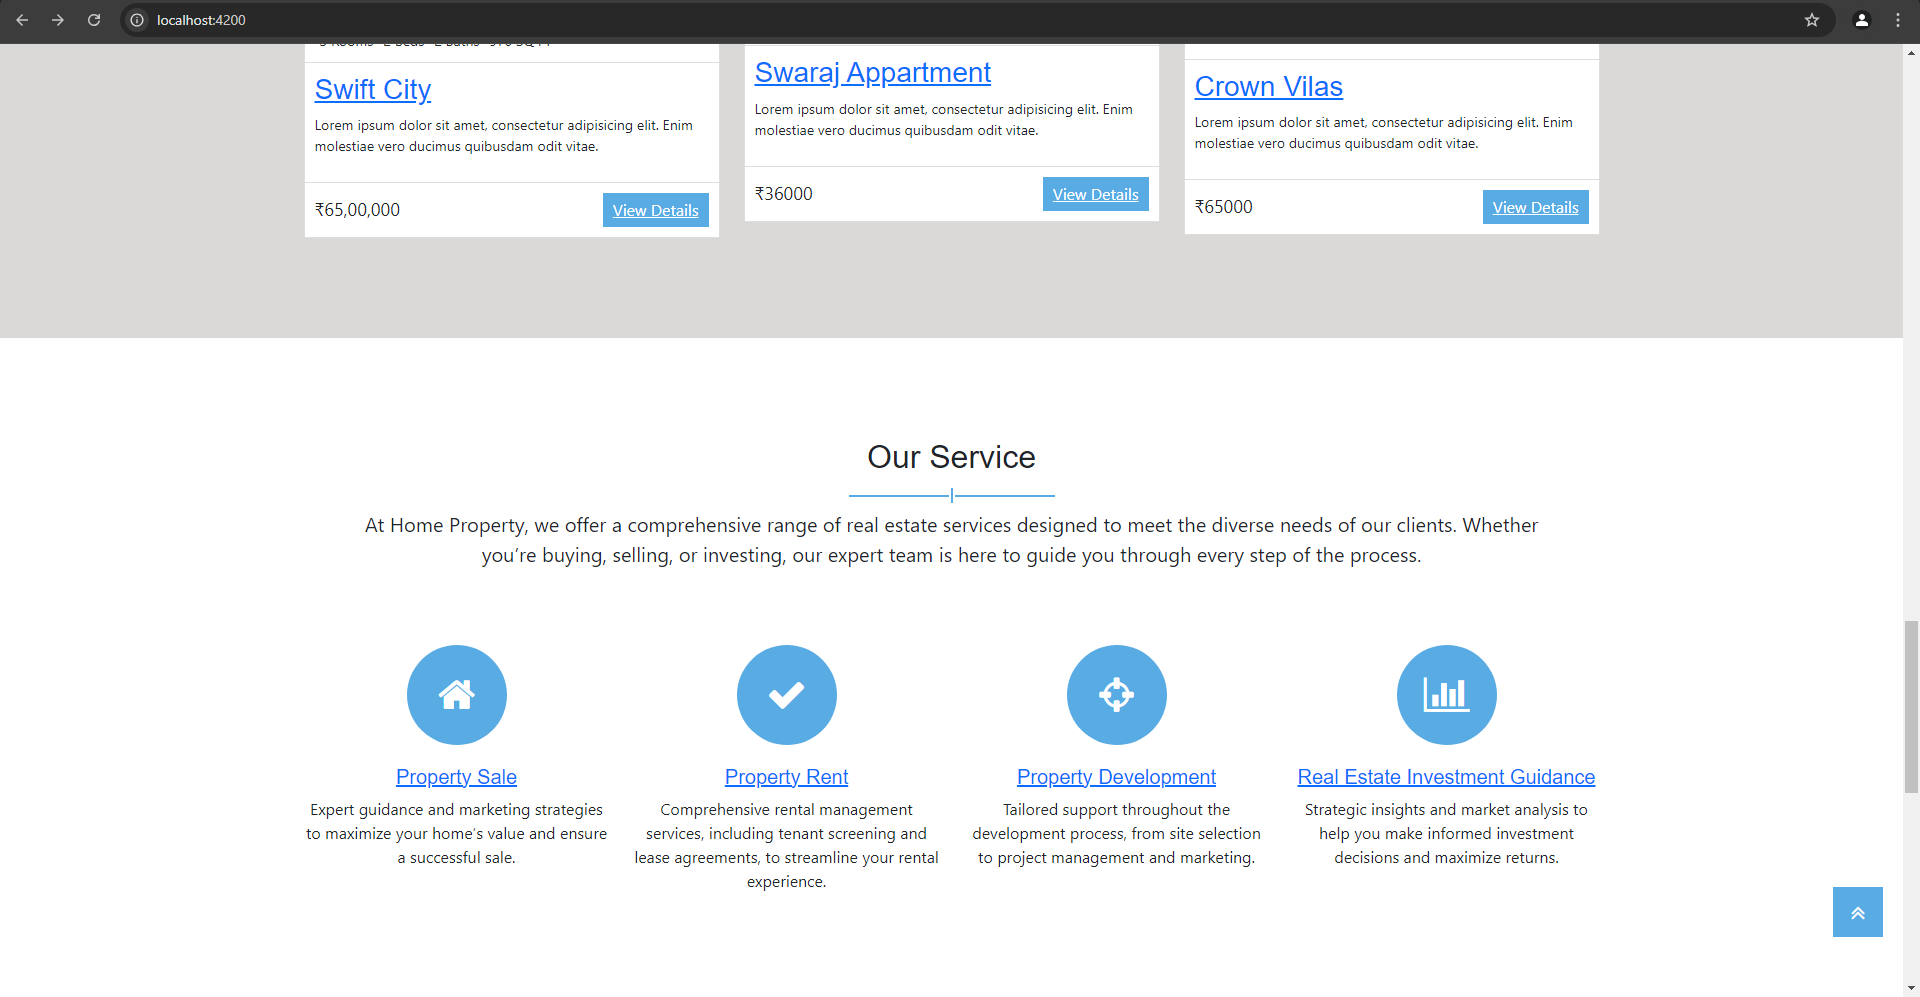 localhost:4200
Swift City
Lorem ipsum dolor sit amet, consectetur adipisicing elit. Enim
molestiae vero ducimus quibusdam odit vitae.
₹65,00,000
View Details
Swaraj Appartment
Lorem ipsum dolor sit amet, consectetur adipisicing elit. Enim
molestiae vero ducimus quibusdam odit vitae.
₹36000
View Details
Crown Vilas
Lorem ipsum dolor sit amet, consectetur adipisicing elit. Enim
molestiae vero ducimus quibusdam odit vitae.
₹65000
View Details
Our Service
At Home Property, we offer a comprehensive range of real estate services designed to meet the diverse needs of our clients. Whether
you’re buying, selling, or investing, our expert team is here to guide you through every step of the process.
Property Sale
Expert guidance and marketing strategies
to maximize your home’s value and ensure
a successful sale.
Property Rent
Comprehensive rental management
services, including tenant screening and
lease agreements, to streamline your rental
experience.
Property Development
Tailored support throughout the
development process, from site selection
to project management and marketing.
Real Estate Investment Guidance
Strategic insights and market analysis to
help you make informed investment
decisions and maximize returns.